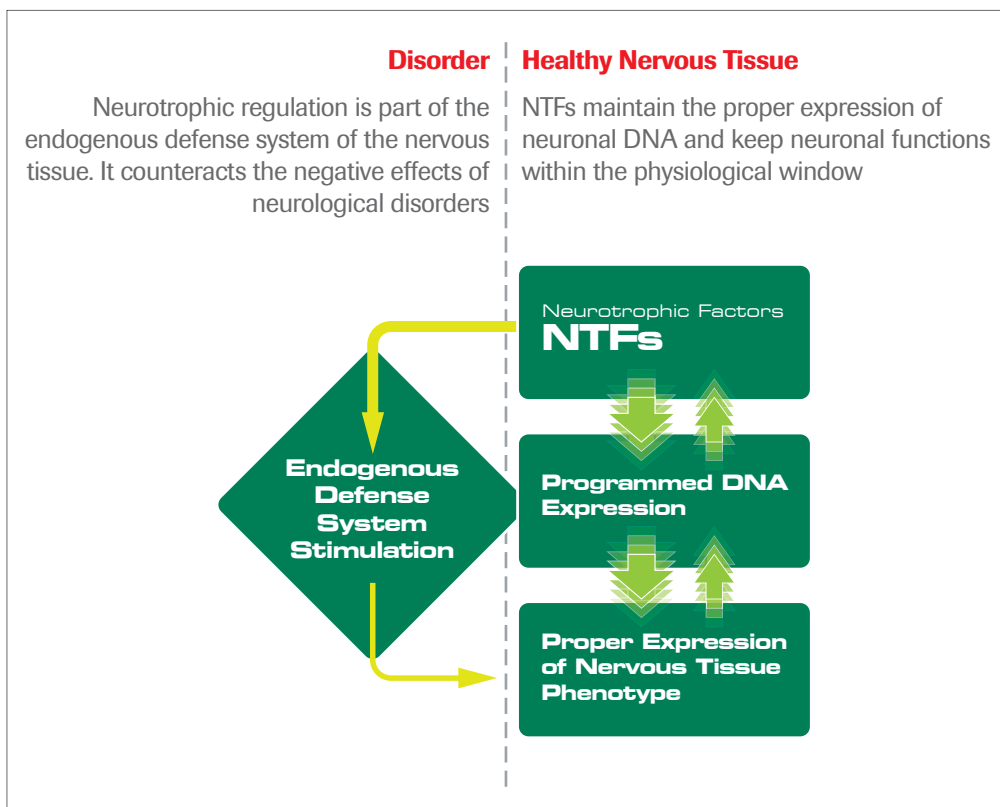 Disorder
Neurotrophic regulation is part of the
endogenous defense system of the nervous
tissue. It counteracts the negative effects of
neurological disorders
Healthy Nervous Tissue
NTFs maintain the proper expression of
neuronal DNA and keep neuronal functions
within the physiological window
Neurotrophic Factors
NTFs
Endogenous
Defense
System
Stimulation
Programmed DNA
Expression
Proper Expression
of Nervous Tissue
Phenotype